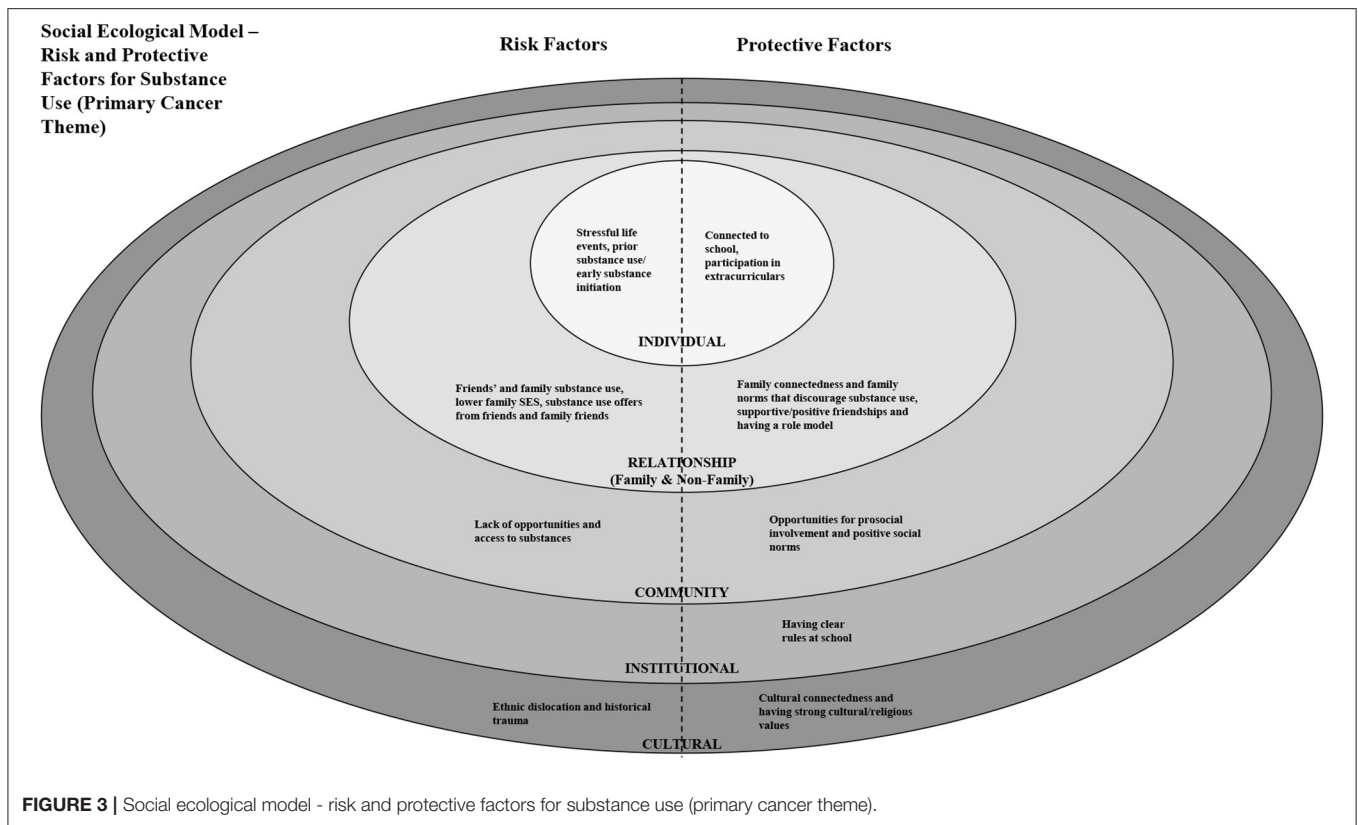 Social Ecological Model –
Risk and Protective
Factors for Substance
Use (Primary Cancer
Theme)
Risk Factors
Protective Factors
Stressful life
events, prior
substance use/
early substance
initiation
Connected to
school,
participation in
extracurriculars
INDIVIDUAL
Friends' and family substance use,
lower family SES, substance use offers
from friends and family friends
Family connectedness and family
norms that discourage substance use,
supportive/positive friendships and
having a role model
RELATIONSHIP
(Family & Non-Family)
Lack of opportunities and
access to substances
Opportunities for prosocial
involvement and positive social
norms
COMMUNITY
Having clear
rules at school
INSTITUTIONAL
Ethnic dislocation and historical
trauma
Cultural connectedness and
having strong cultural/religious
values
CULTURAL
FIGURE 3 | Social ecological model - risk and protective factors for substance use (primary cancer theme).